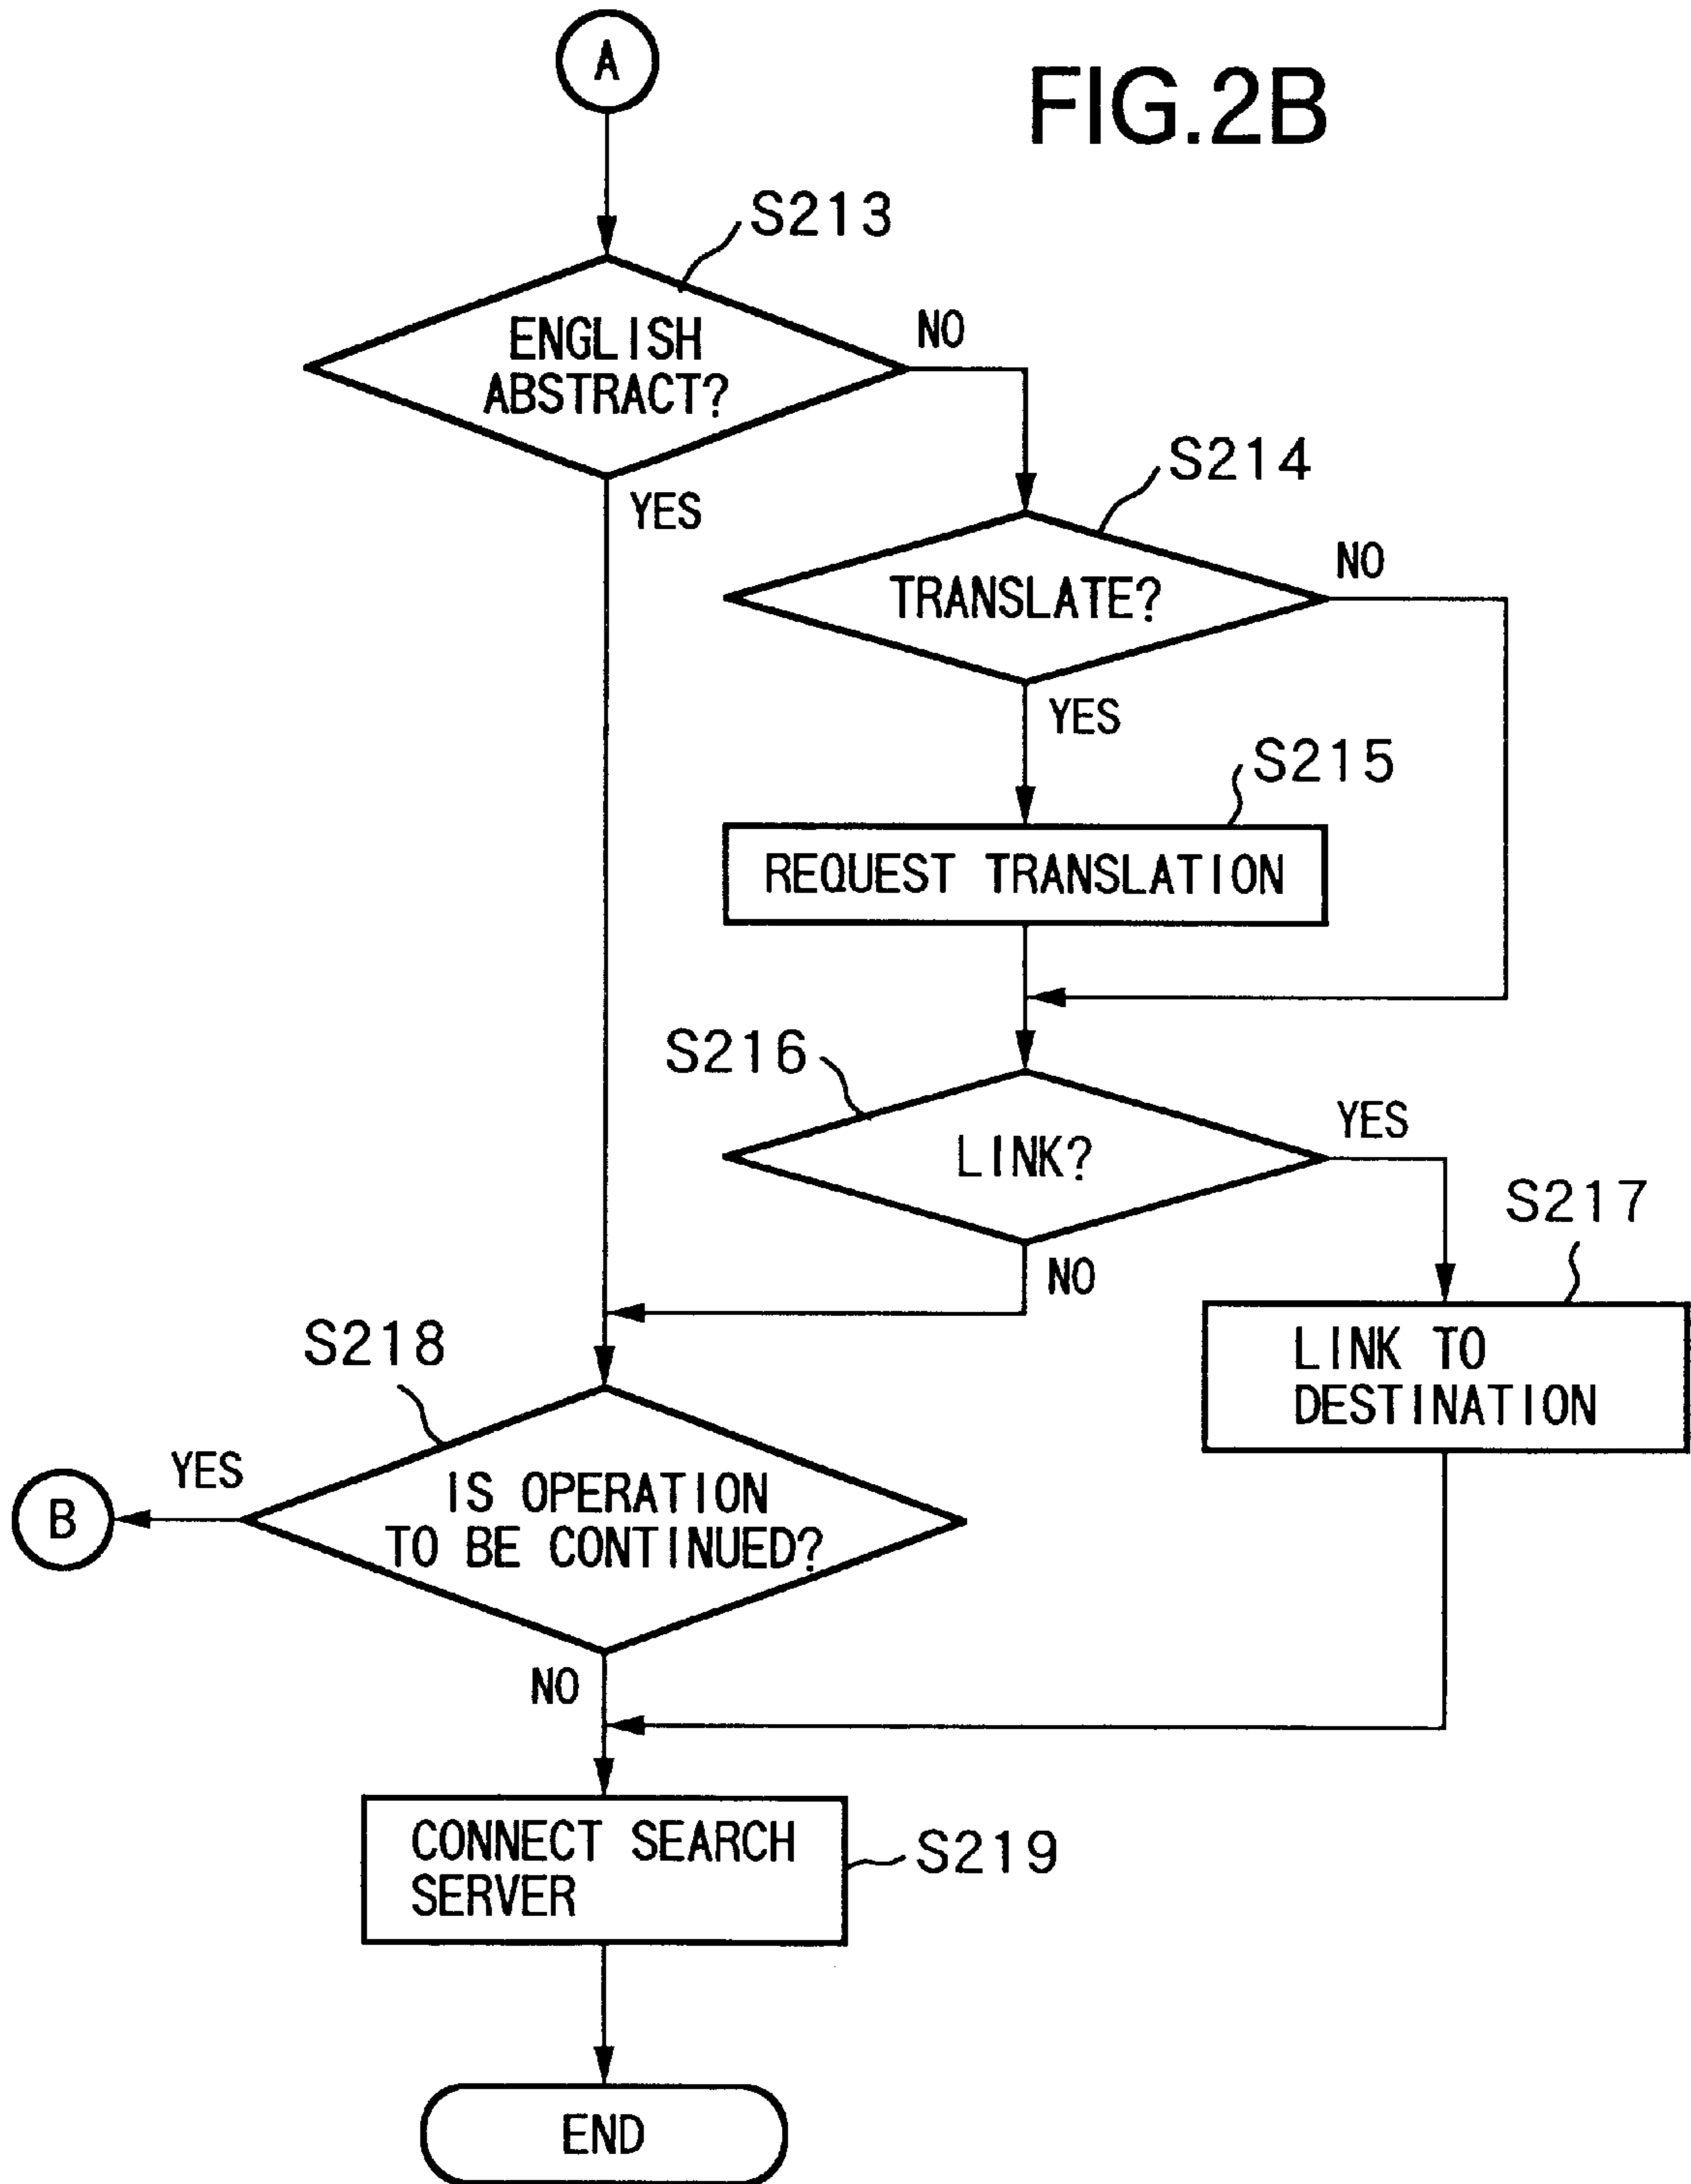 A
FIG.2B
S213
ENGLISH
ABSTRACT?
NO
YES
S214
TRANSLATE?
NO
YES
S215
REQUEST TRANSLATION
S216
LINK?
YES
NO
S217
LINK TO
DESTINATION
S218
IS OPERATION
TO BE CONTINUED?
YES
B
NO
CONNECT SEARCH
SERVER
S219
END